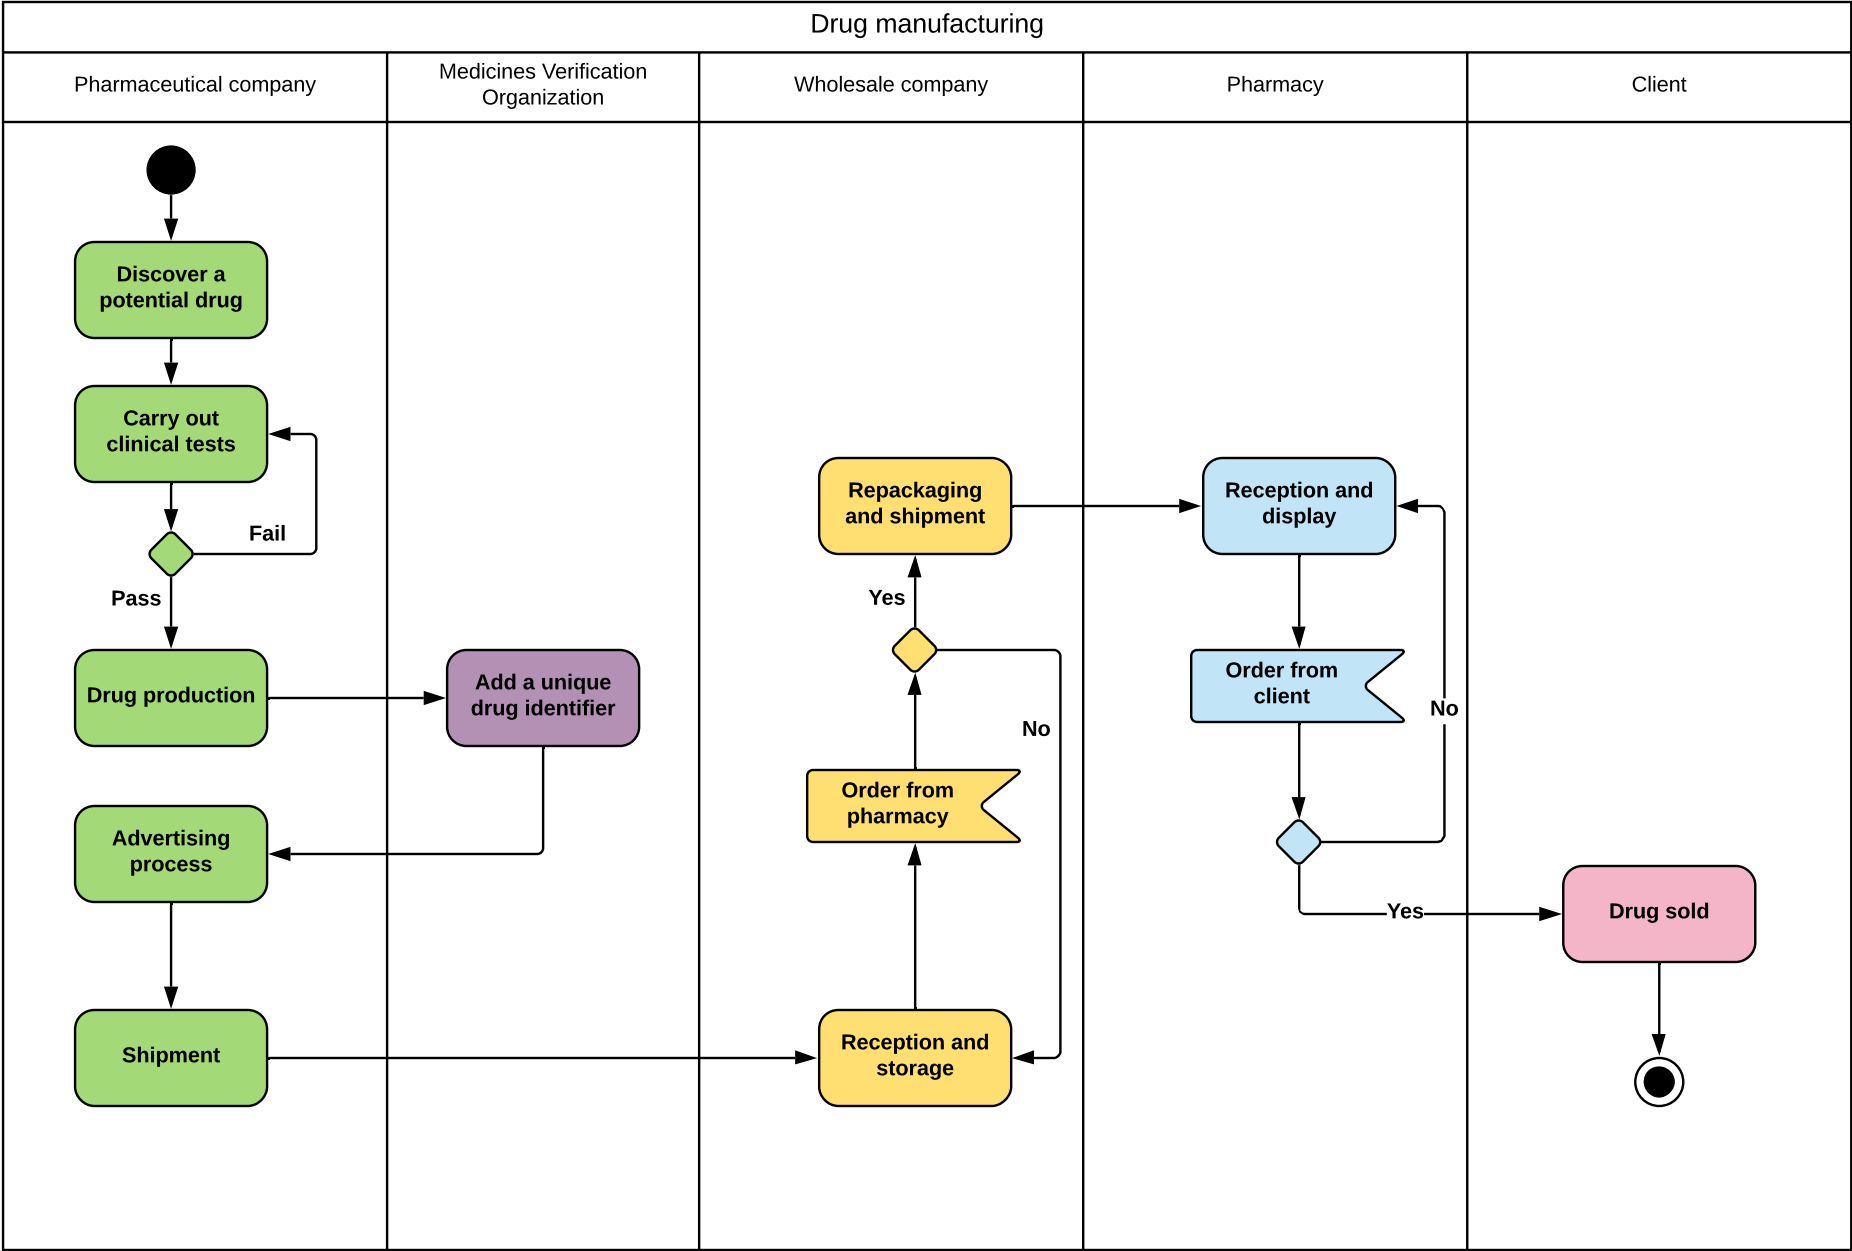 Drug manufacturing
Pharmaceutical company
Medicines Verification
Organization
Wholesale company
Pharmacy
Client
Discover a
potential drug
Carry out
clinical tests
Fail
Pass
Drug production
Add a unique
drug identifier
Advertising
process
Shipment
Repackaging
and shipment
Yes
No
Order from
pharmacy
Reception and
storage
Reception and
display
Order from
client
No
Yes
Drug sold